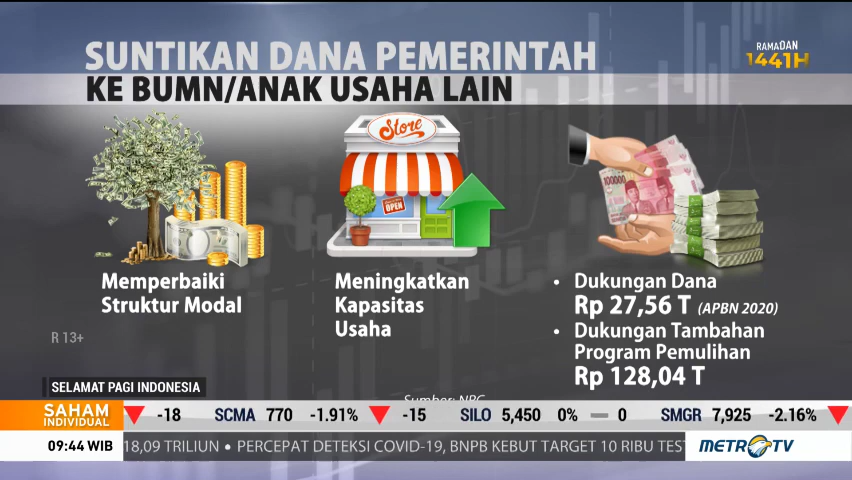 SUNTIKAN DANA PEMERINTAH
KE BUMN/ANAK USAHA LAIN
RAMADAN
1441H
Store
OPEN
100000
Memperbaiki
Struktur Modal
Meningkatkan
Kapasitas
Usaha
• Dukungan Dana
Rp 27,56 T (APBN 2020)
• Dukungan Tambahan
Program Pemulihan
Rp 128,04 T
R 13+
SELAMAT PAGI INDONESIA
SAHAM
INDIVIDUAL
-18 SCMA 770 -1.91% -15 SILO 5,450 0% 0 SMGR 7,925 -2.16%
09:44 WIB
18,09 TRILIUN • PERCEPAT DETEKSI COVID-19, BNPB KEBUT TARGET 10 RIBU TEST
METRO TV